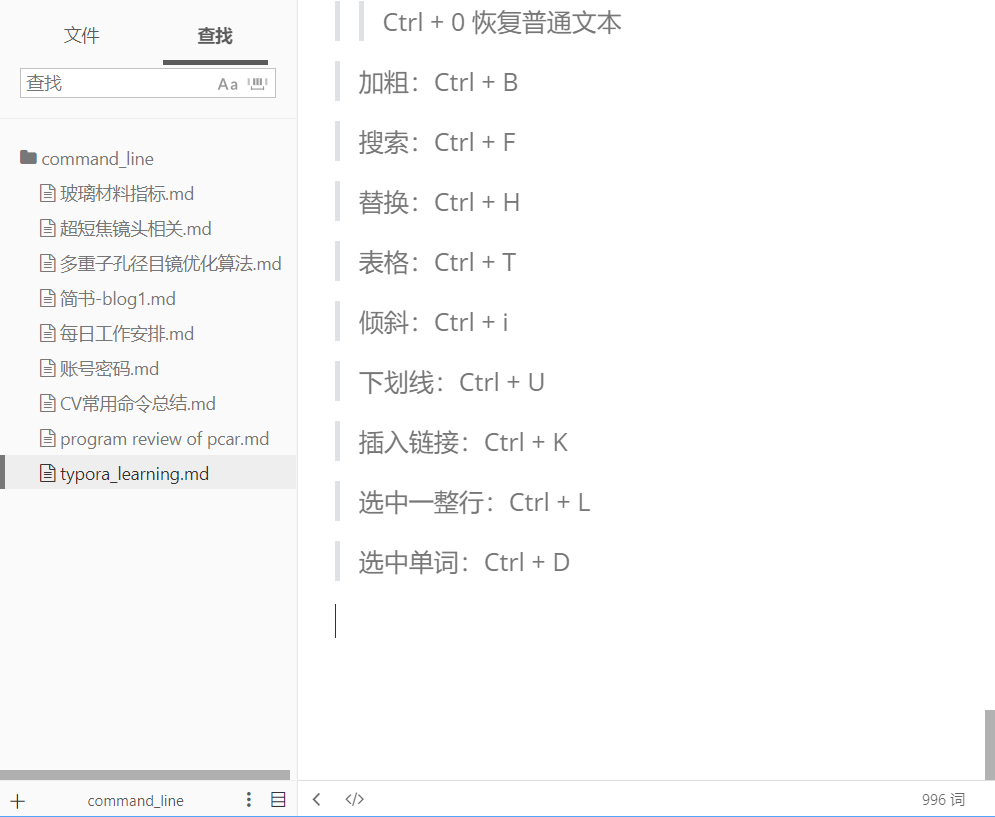 文件 查找
查找 Aa
command_line
玻璃材料指标.md
超短焦镜头相关.md
多重子孔径目镜优化算法.md
简书-blog1.md
每日工作安排.md
账号密码.md
CV常用命令总结.md
program review of pcar.md
typora_learning.md
command_line
Ctrl + 0 恢复普通文本
加粗：Ctrl + B
搜索：Ctrl + F
替换：Ctrl + H
表格：Ctrl + T
倾斜：Ctrl + i
下划线：Ctrl + U
插入链接：Ctrl + K
选中一整行：Ctrl + L
选中单词：Ctrl + D
</> 996 词